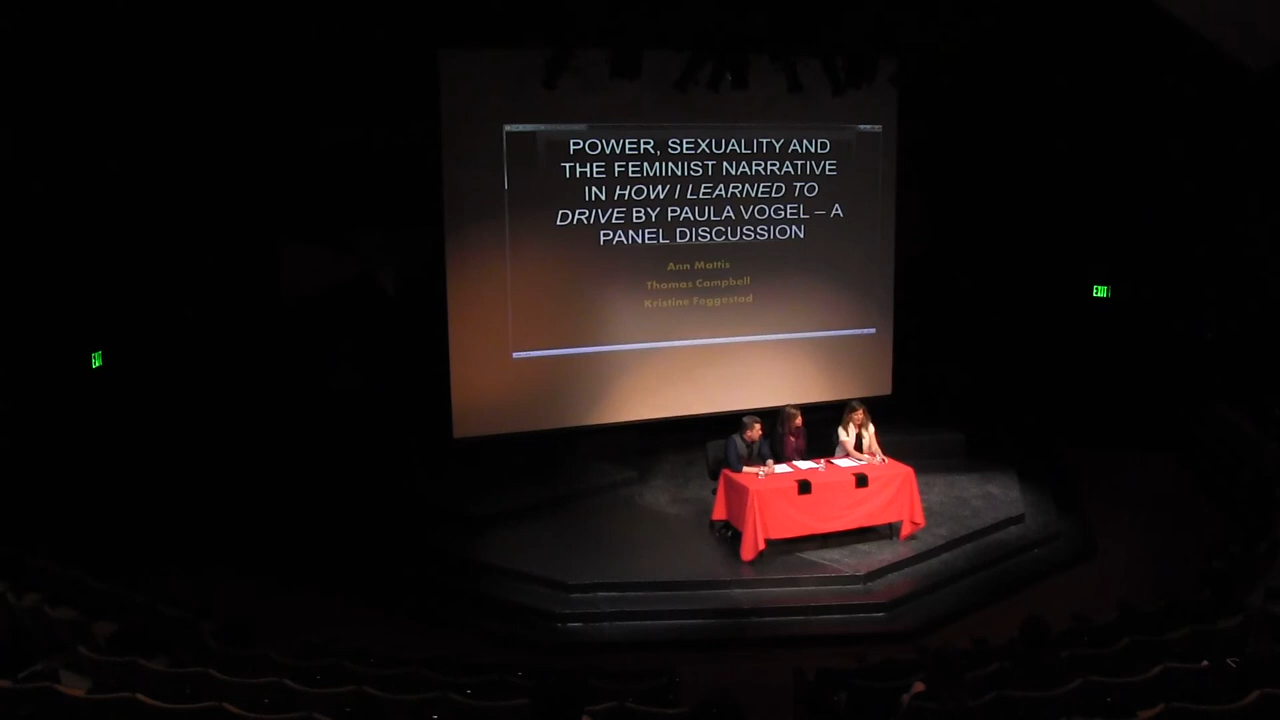 POWER, SEXUALITY AND
THE FEMINIST NARRATIVE
IN HOW I LEARNED TO
DRIVE BY PAULA VOGEL – A
PANEL DISCUSSION
Ann Mattis
Thomas Campbell
Kristine Foggestad
EXIT
EXIT